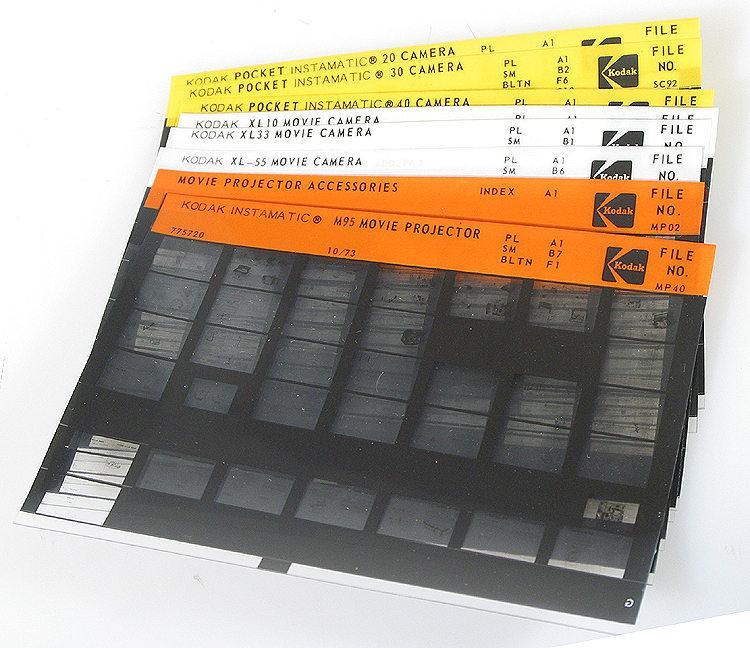 KODAK POCKET INSTAMATIC® 20 CAMERA PL A1 FILE
KODAK POCKET INSTAMATIC® 30 CAMERA PL A1 Kodak FILE
SM B2 NO.
BLTN F6 SC92
KODAK POCKET INSTAMATIC® 40 CAMERA PL A1 FILE
KODAK XL10 MOVIE CAMERA
KODAK XL33 MOVIE CAMERA PL A1 Kodak FILE
SM B1 NO.
KODAK XL-55 MOVIE CAMERA PL A1 Kodak FILE
SM B6 NO.
MOVIE PROJECTOR ACCESSORIES INDEX A1 Kodak FILE
NO.
MP02
KODAK INSTAMATIC® M95 MOVIE PROJECTOR PL A1 Kodak FILE
775720 10/73 SM B7 NO.
BLTN F1 MP40